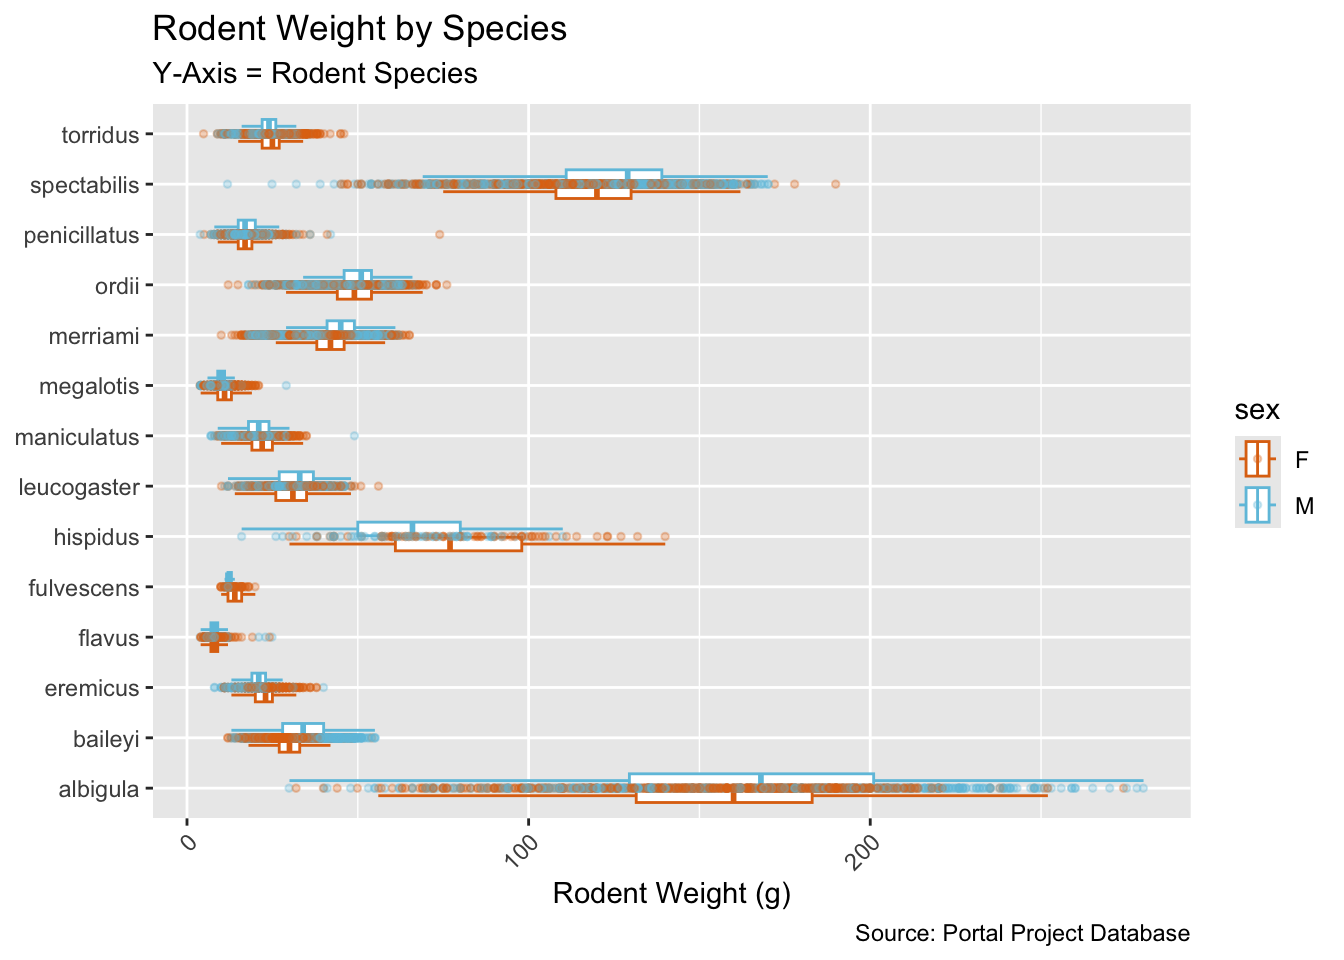 Rodent Weight by Species
Y-Axis = Rodent Species
torridus
spectabilis
penicillatus
ordii
merriami
megalotis
maniculatus
leucogaster
hispidus
fulvescens
flavus
eremicus
baileyi
albigula
0
100
200
Rodent Weight (g)
sex
F
M
Source: Portal Project Database